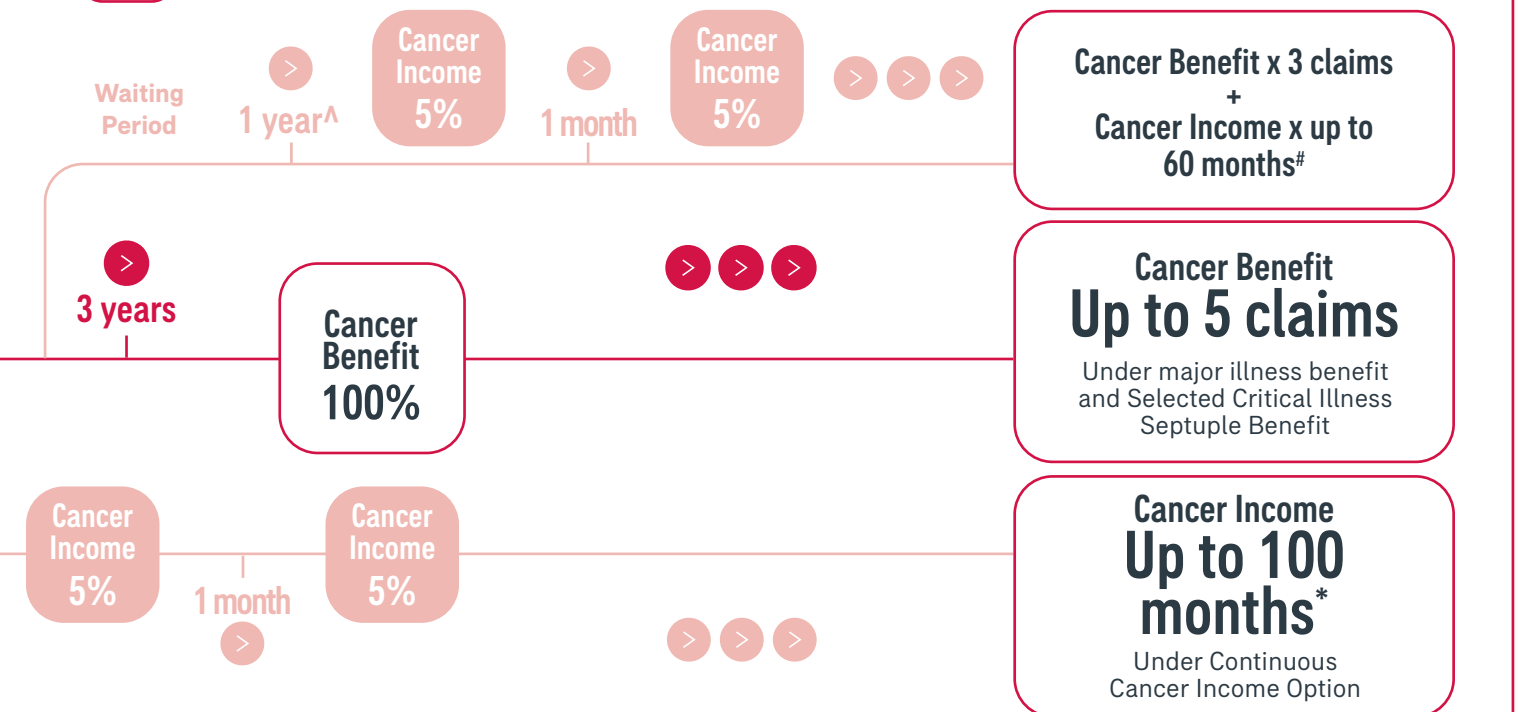 Waiting
Period
1 year^
Cancer
Income
5%
1 month
Cancer
Income
5%
Cancer Benefit x 3 claims
+
Cancer Income x up to
60 months#
3 years
Cancer
Benefit
100%
Cancer Benefit
Up to 5 claims
Under major illness benefit
and Selected Critical Illness
Septuple Benefit
Cancer
Income
5%
1 month
Cancer
Income
5%
Cancer Income
Up to 100
months*
Under Continuous
Cancer Income Option